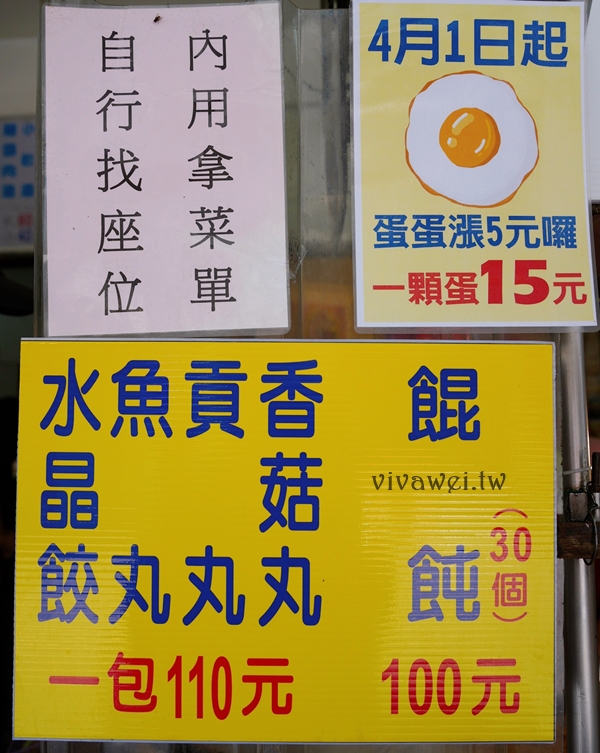 內用拿菜單
自行找座位
4月1日起
蛋蛋漲5元囉
一顆蛋15元
餛飩(30個)
100元
香菇丸
貢丸
魚丸
水晶餃
一包110元
vivawei.tw